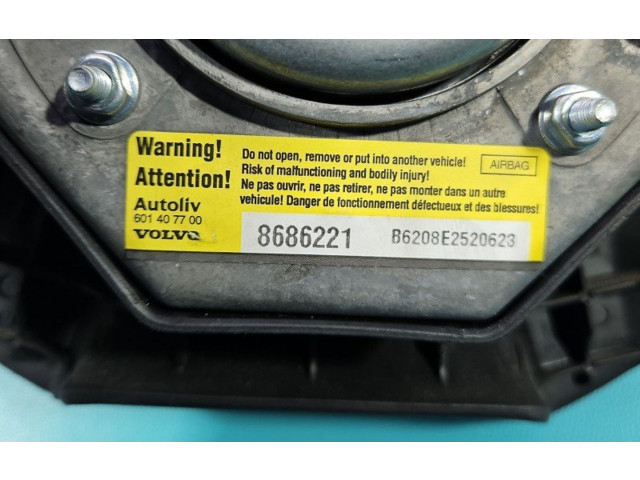 Warning!
Attention!
Do not open, remove or put into another vehicle!
AIRBAG
Risk of malfunctioning and bodily injury!
Ne pas ouvrir, ne pas retirer, ne pas monter dans un autre
vehicule! Danger de fonctionnement défectueux et des blessures!
Autoliv
601 40 77 00
VOLVO
8686221
B6208E2520623